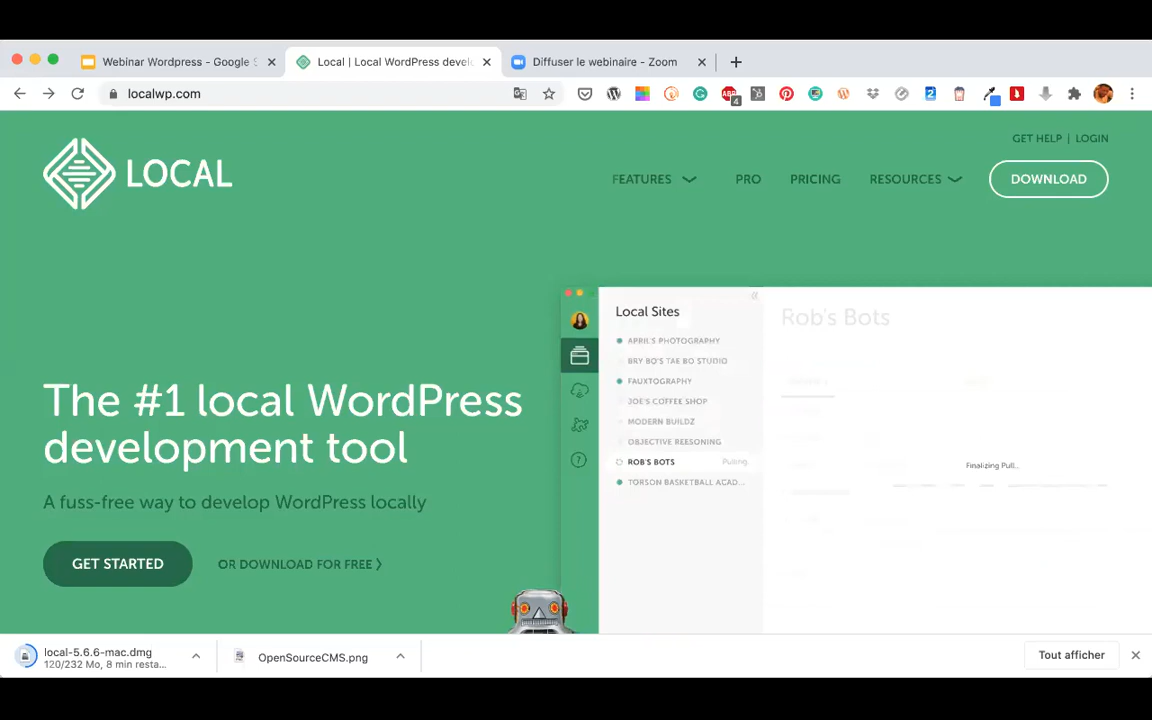 Webinar Wordpress - Google S
Local | Local WordPress develo
Diffuser le webinaire - Zoom
localwp.com
4
2
GET HELP | LOGIN
LOCAL
FEATURES
PRO
PRICING
RESOURCES
DOWNLOAD
Local Sites
Rob's Bots
APRIL'S PHOTOGRAPHY
BRY BO'S TAE BO STUDIO
FAUXTOGRAPHY
JOE'S COFFEE SHOP
MODERN BUILDZ
OBJECTIVE REESONING
ROB'S BOTS Pulling
TORSON BASKETBALL ACAD...
Finalizing Pull...
The #1 local WordPress
development tool
A fuss-free way to develop WordPress locally
GET STARTED
OR DOWNLOAD FOR FREE
local-5.6.6-mac.dmg
120/232 Mo, 8 min resta...
OpenSourceCMS.png
Tout afficher